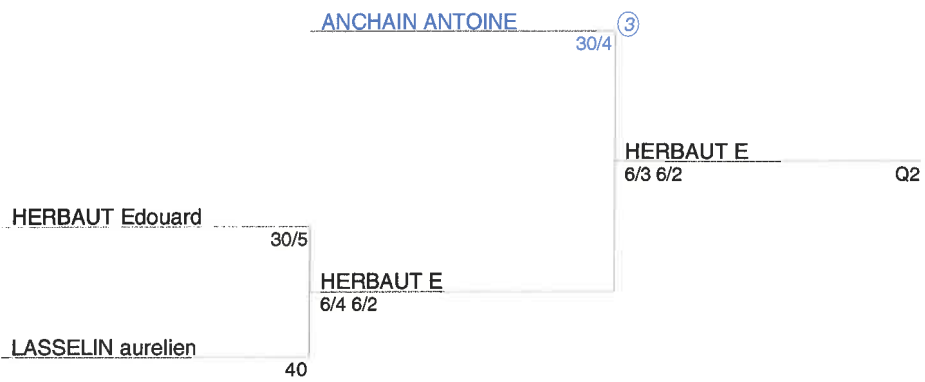 ANCHAIN ANTOINE
3
30/4
HERBAUT E
6/3 6/2
Q2
HERBAUT Edouard
30/5
HERBAUT E
6/4 6/2
LASSELIN aurelien
40